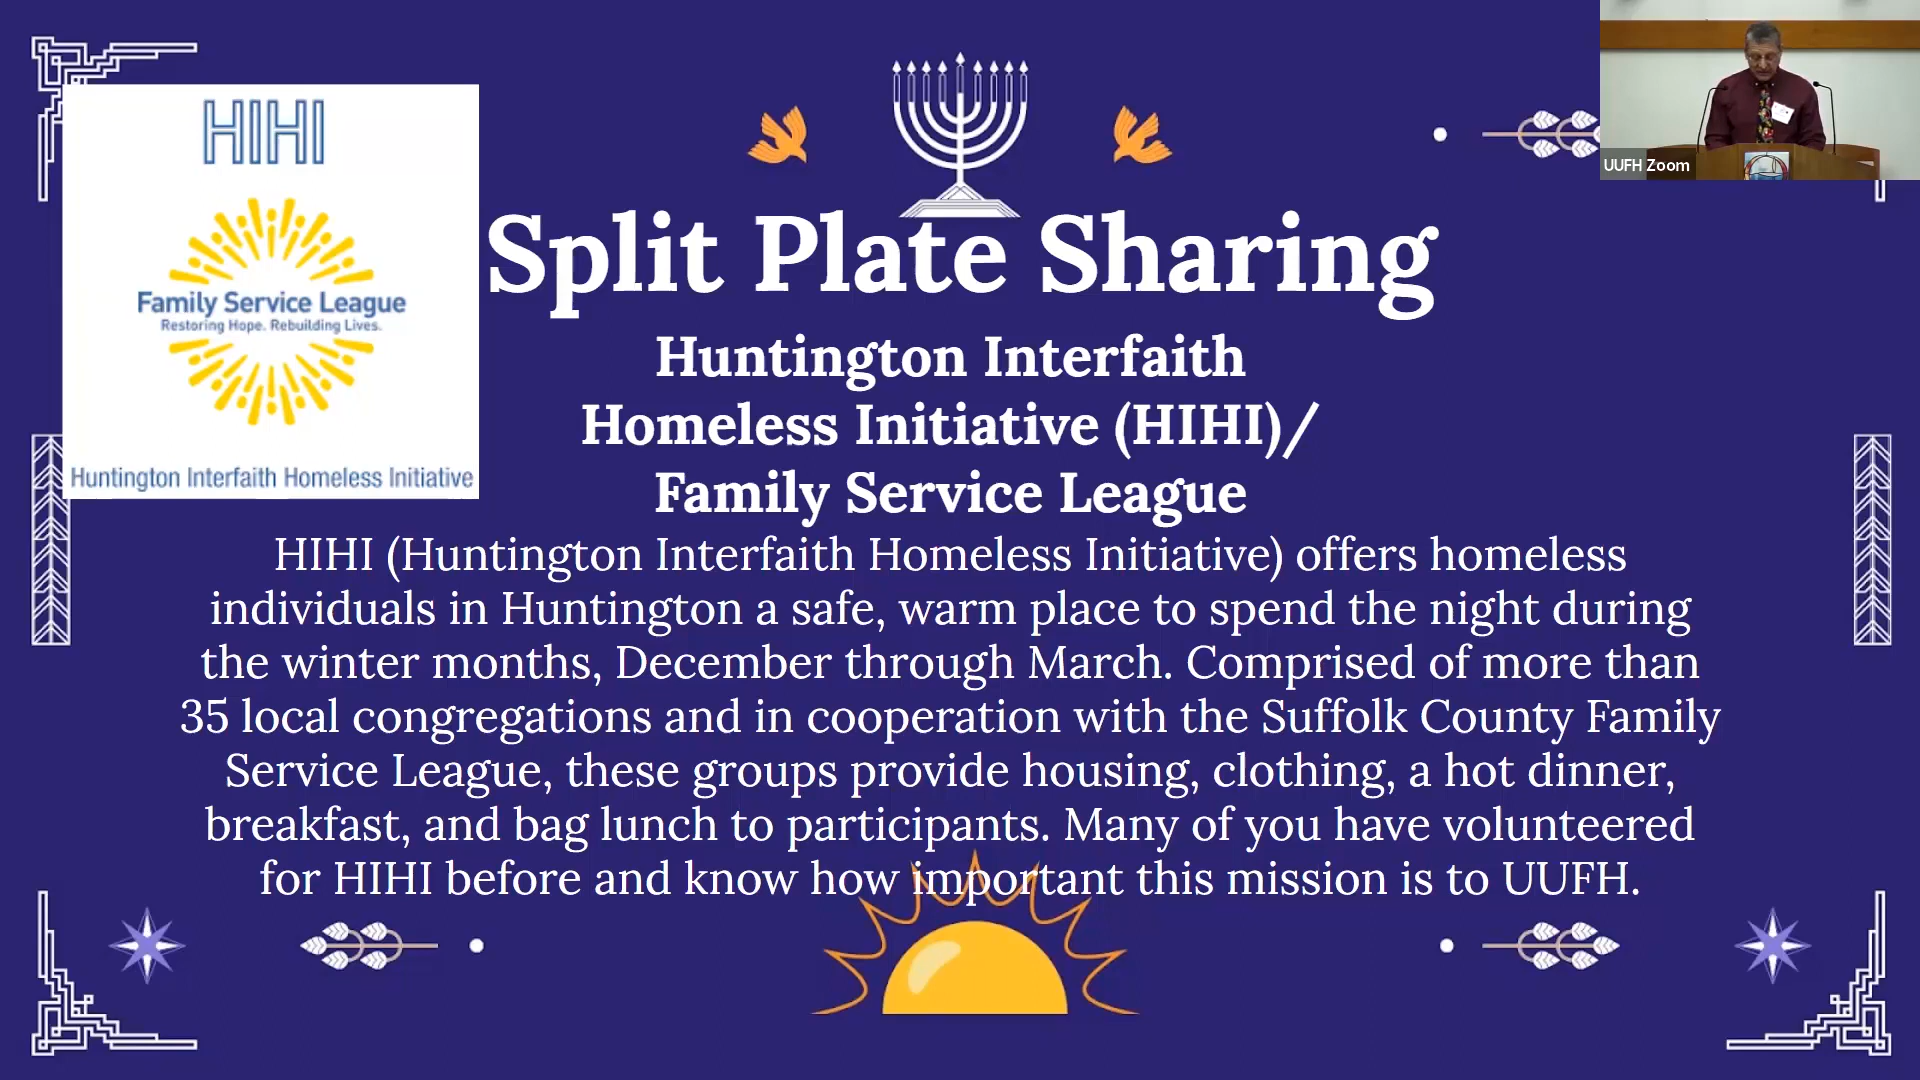 HIHI
Family Service League
Restoring Hope. Rebuilding Lives.
Huntington Interfaith Homeless Initiative
Split Plate Sharing
Huntington Interfaith
Homeless Initiative (HIHI)/
Family Service League
HIHI (Huntington Interfaith Homeless Initiative) offers homeless
individuals in Huntington a safe, warm place to spend the night during
the winter months, December through March. Comprised of more than
35 local congregations and in cooperation with the Suffolk County Family
Service League, these groups provide housing, clothing, a hot dinner,
breakfast, and bag lunch to participants. Many of you have volunteered
for HIHI before and know how important this mission is to UUFH.
UUFH Zoom